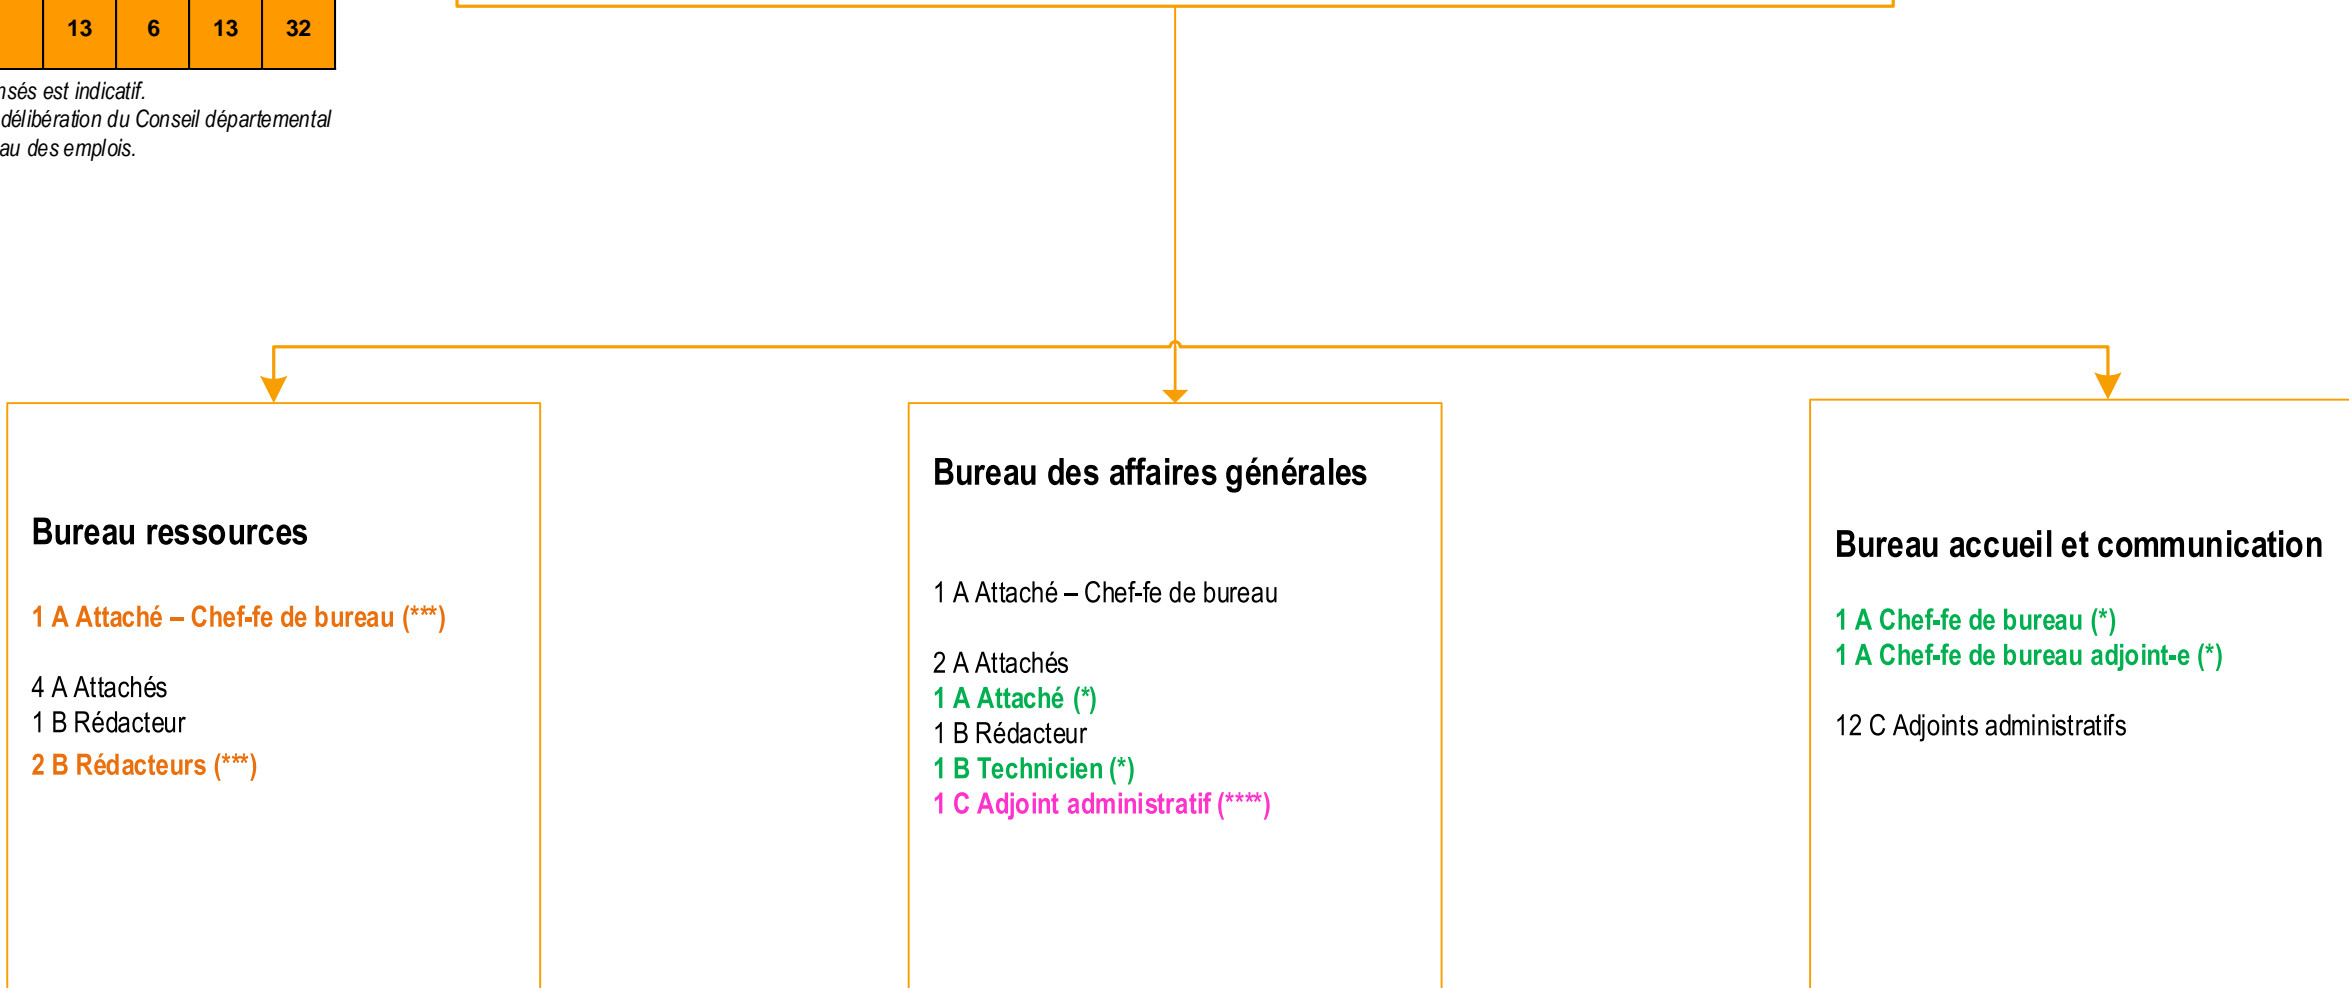 13 6 13 32
nsés est indicatif.
délibération du Conseil départemental
au des emplois.
Bureau ressources
1 A Attaché – Chef-fe de bureau (***)
4 A Attachés
1 B Rédacteur
2 B Rédacteurs (***)
Bureau des affaires générales
1 A Attaché – Chef-fe de bureau
2 A Attachés
1 A Attaché (*)
1 B Rédacteur
1 B Technicien (*)
1 C Adjoint administratif (****)
Bureau accueil et communication
1 A Chef-fe de bureau (*)
1 A Chef-fe de bureau adjoint-e (*)
12 C Adjoints administratifs